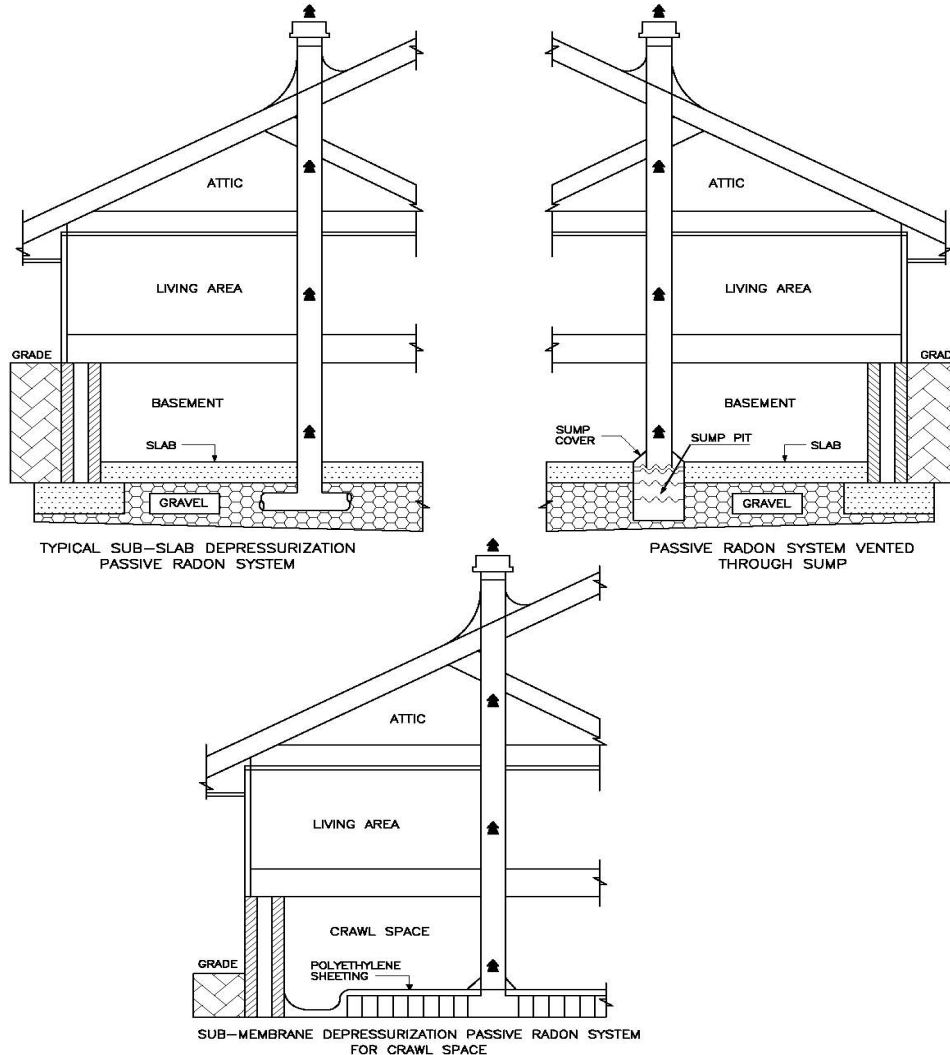 ATTIC
LIVING AREA
GRADE
BASEMENT
SLAB
GRAVEL
TYPICAL SUB-SLAB DEPRESSURIZATION
PASSIVE RADON SYSTEM
ATTIC
LIVING AREA
GRAD
BASEMENT
SUMP
COVER
SUMP PIT
SLAB
GRAVEL
PASSIVE RADON SYSTEM VENTED
THROUGH SUMP
ATTIC
LIVING AREA
CRAWL SPACE
GRADE
POLYETHYLENE
SHEETING
SUB-MEMBRANE DEPRESSURIZATION PASSIVE RADON SYSTEM
FOR CRAWL SPACE